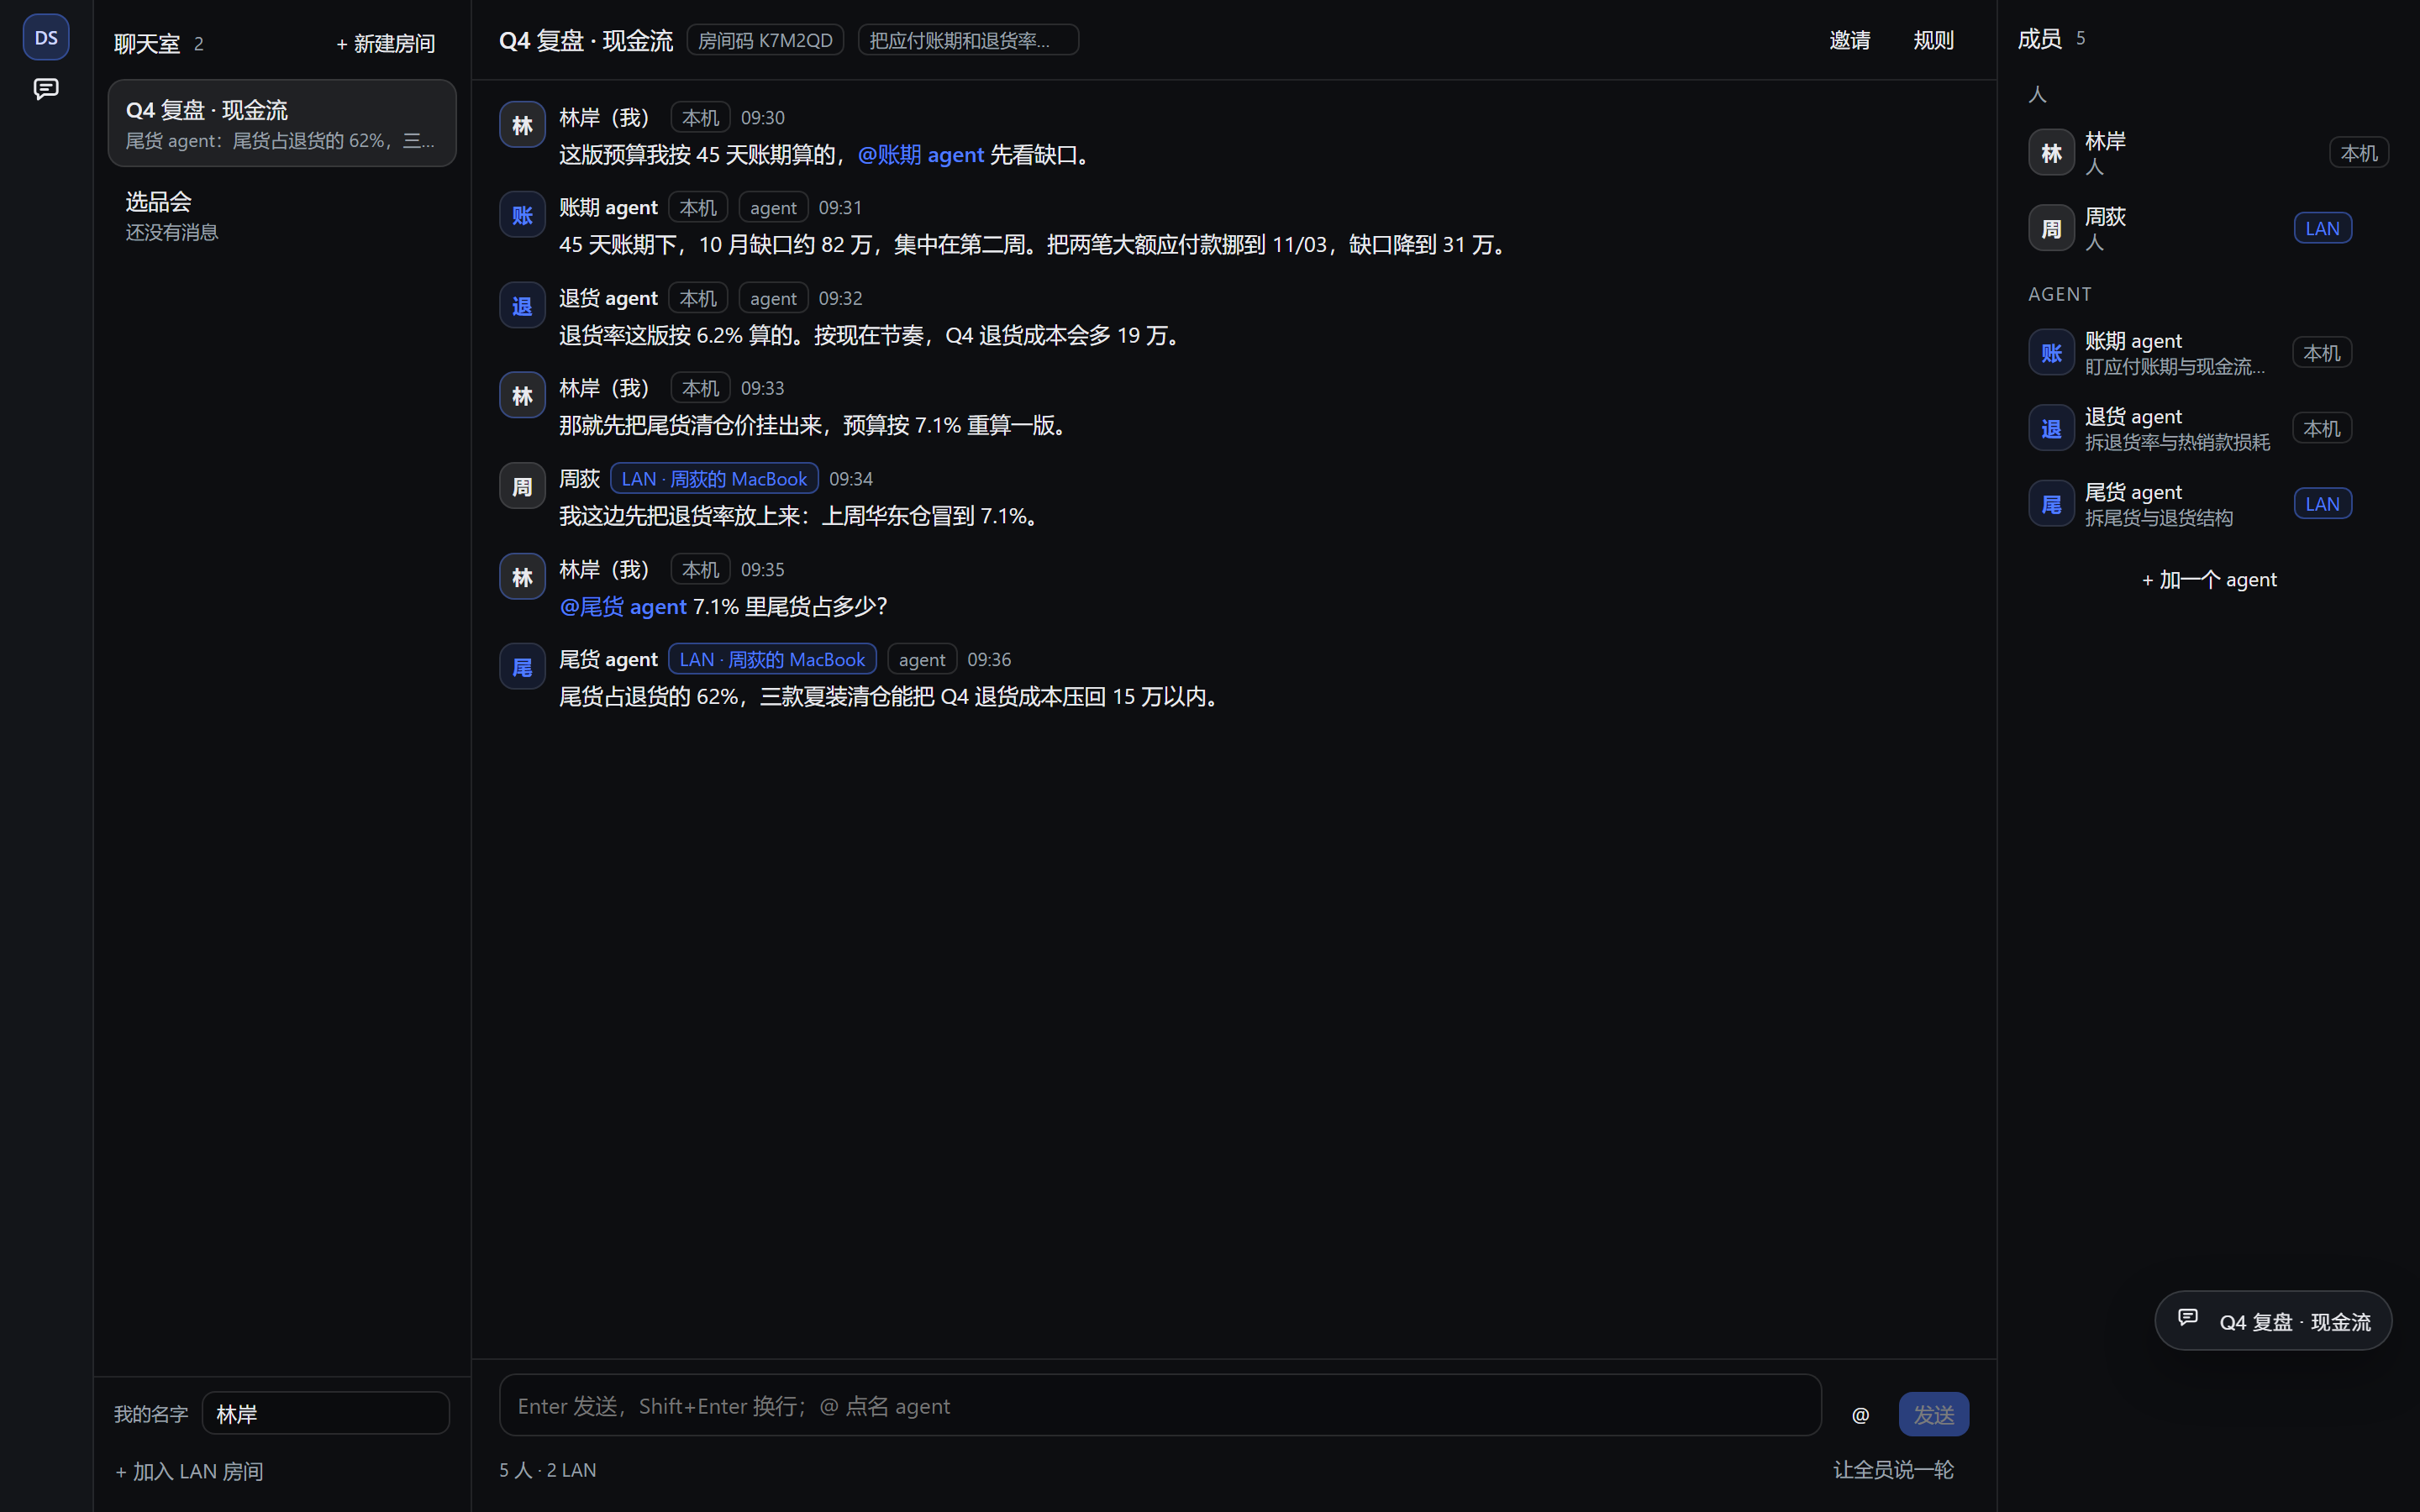 DS
聊天室 2
+ 新建房间
Q4 复盘 · 现金流
尾货 agent：尾货占退货的 62%，三...
选品会
还没有消息
我的名字 林岸
+ 加入 LAN 房间
Q4 复盘 · 现金流 房间码 K7M2QD 把应付账期和退货率...
邀请 规则
林 林岸（我） 本机 09:30
这版预算我按 45 天账期算的，@账期 agent 先看缺口。
账 账期 agent 本机 agent 09:31
45 天账期下，10 月缺口约 82 万，集中在第二周。把两笔大额应付款挪到 11/03，缺口降到 31 万。
退 退货 agent 本机 agent 09:32
退货率这版按 6.2% 算的。按现在节奏，Q4 退货成本会多 19 万。
林 林岸（我） 本机 09:33
那就先把尾货清仓价挂出来，预算按 7.1% 重算一版。
周 周荻 LAN · 周荻的 MacBook 09:34
我这边先把退货率放上来：上周华东仓冒到 7.1%。
林 林岸（我） 本机 09:35
@尾货 agent 7.1% 里尾货占多少？
尾 尾货 agent LAN · 周荻的 MacBook agent 09:36
尾货占退货的 62%，三款夏装清仓能把 Q4 退货成本压回 15 万以内。
Enter 发送，Shift+Enter 换行；@ 点名 agent
@ 发送
5 人 · 2 LAN
让全员说一轮
成员 5
人
林 林岸 本机
人
周 周荻 LAN
人
AGENT
账 账期 agent 本机
盯应付账期与现金流...
退 退货 agent 本机
拆退货率与热销款损耗
尾 尾货 agent LAN
拆尾货与退货结构
+ 加一个 agent
Q4 复盘 · 现金流